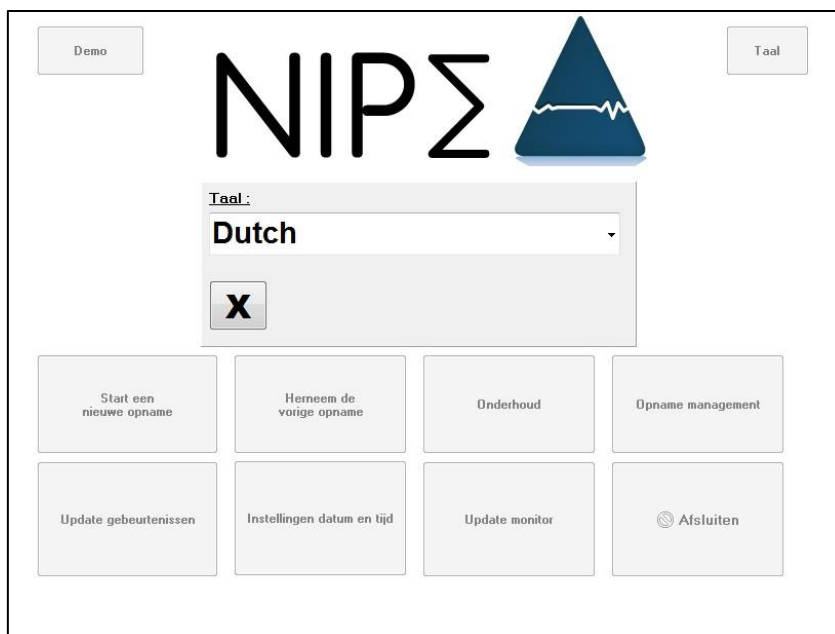 Demo
NIPE
Taal
Taal :
Dutch
X
Start een
nieuwe opname
Herneem de
vorige opname
Onderhoud
Opname management
Update gebeurtenissen
Instellingen datum en tijd
Update monitor
Afsluiten